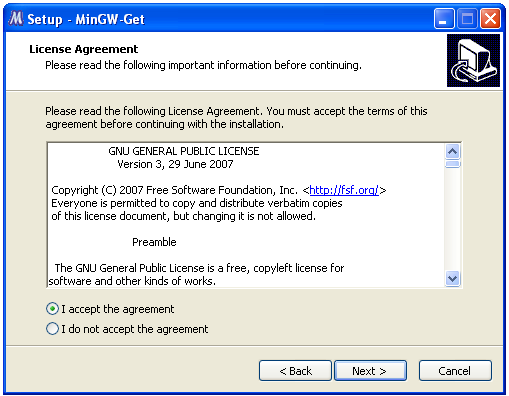 Setup - MinGW-Get
License Agreement
Please read the following important information before continuing.
Please read the following License Agreement. You must accept the terms of this
agreement before continuing with the installation.
GNU GENERAL PUBLIC LICENSE
Version 3, 29 June 2007
Copyright (C) 2007 Free Software Foundation, Inc. <http://fsf.org/>
Everyone is permitted to copy and distribute verbatim copies
of this license document, but changing it is not allowed.
Preamble
The GNU General Public License is a free, copyleft license for
software and other kinds of works.
I accept the agreement
I do not accept the agreement
< Back Next > Cancel